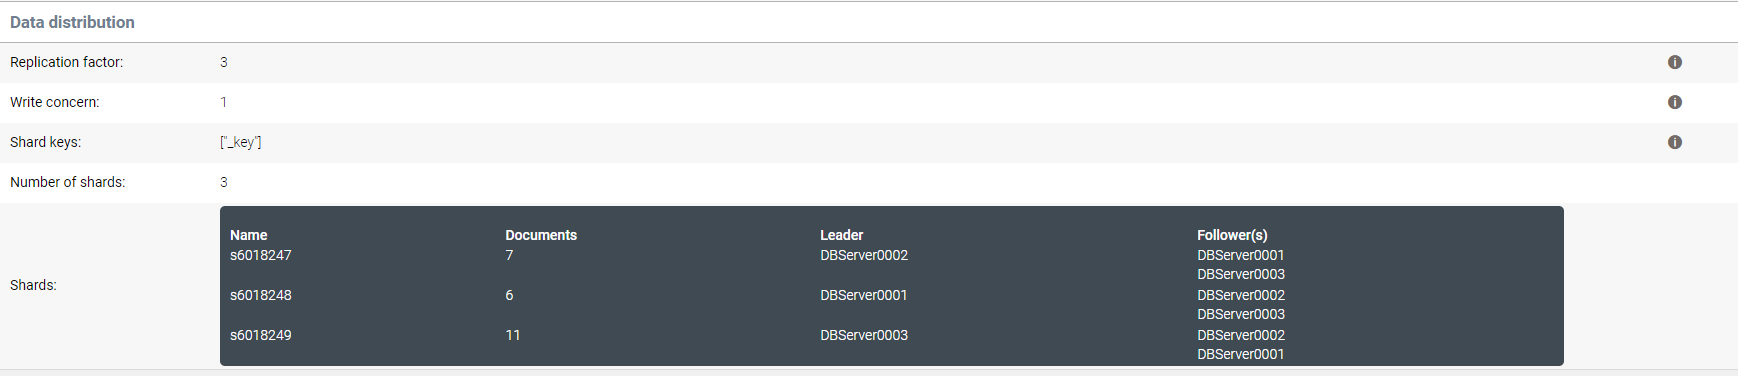 Data distribution
Replication factor: 3
Write concern: 1
Shard keys: ["_key"]
Number of shards: 3
Shards:
Name Documents Leader Follower(s)
s6018247 7 DBServer0002 DBServer0001
DBServer0003
s6018248 6 DBServer0001 DBServer0002
DBServer0003
s6018249 11 DBServer0003 DBServer0002
DBServer0001